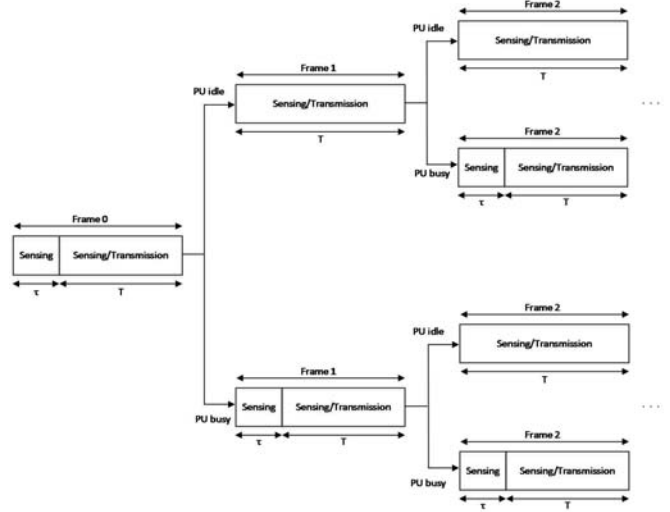 Frame 2
PU idle
Sensing/Transmission
T
Frame 1
PU idle
Sensing/Transmission
T
. . .
Frame 2
Sensing Sensing/Transmission
PU busy
τ T
Frame 0
Sensing Sensing/Transmission
τ T
Frame 2
PU idle
Sensing/Transmission
T
Frame 1
Sensing Sensing/Transmission
PU busy
τ T
. . .
Frame 2
Sensing Sensing/Transmission
PU busy
τ T